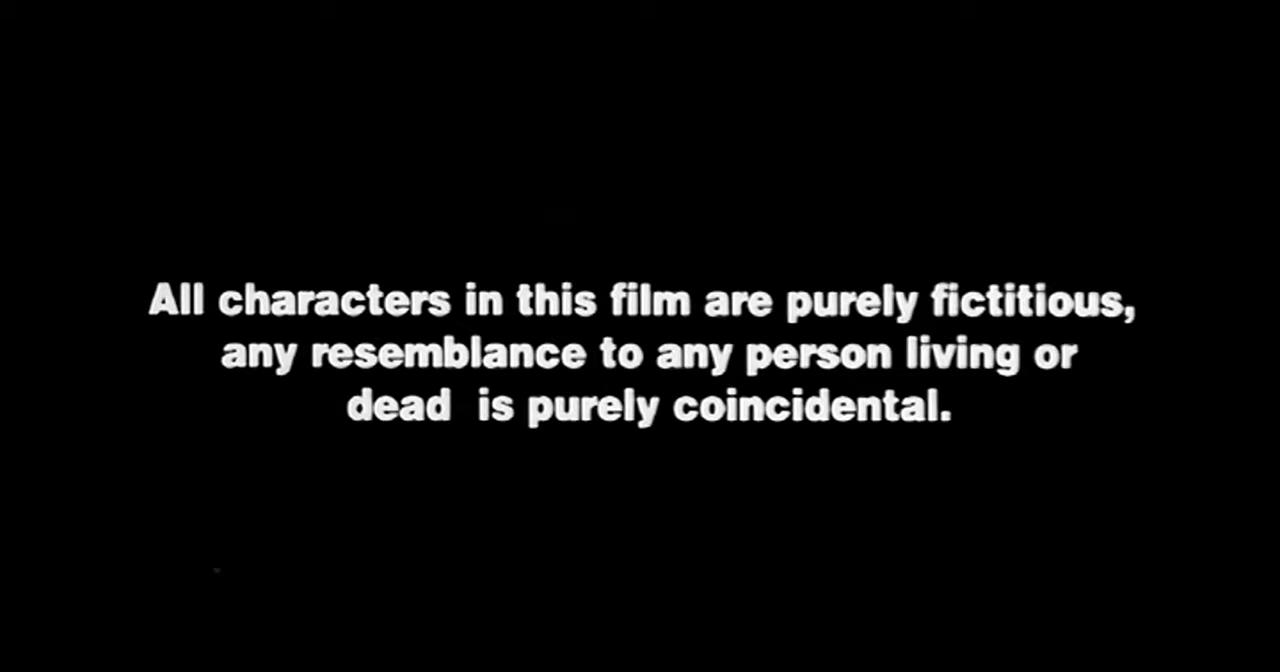 All characters in this film are purely fictitious,
any resemblance to any person living or
dead  is purely coincidental.